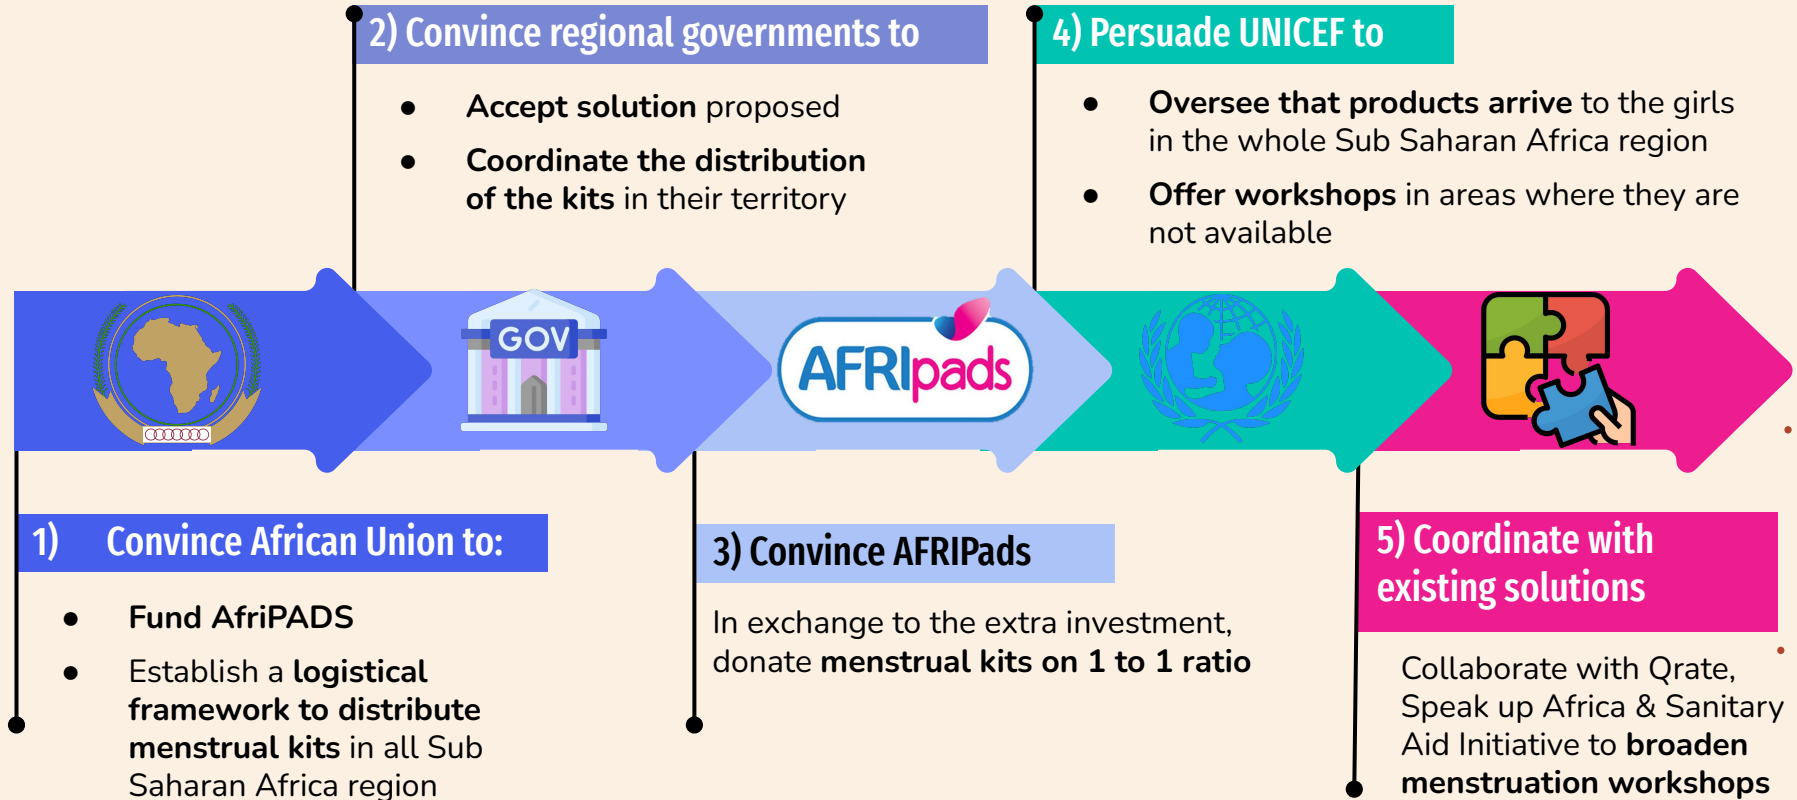 2) Convince regional governments to
● Accept solution proposed
● Coordinate the distribution
of the kits in their territory
4) Persuade UNICEF to
● Oversee that products arrive to the girls
in the whole Sub Saharan Africa region
● Offer workshops in areas where they are
not available
GOV
AFRIpads
1) Convince African Union to:
● Fund AfriPADS
● Establish a logistical
framework to distribute
menstrual kits in all Sub
Saharan Africa region
3) Convince AFRIPads
In exchange to the extra investment,
donate menstrual kits on 1 to 1 ratio
5) Coordinate with
existing solutions
Collaborate with Qrate,
Speak up Africa & Sanitary
Aid Initiative to broaden
menstruation workshops